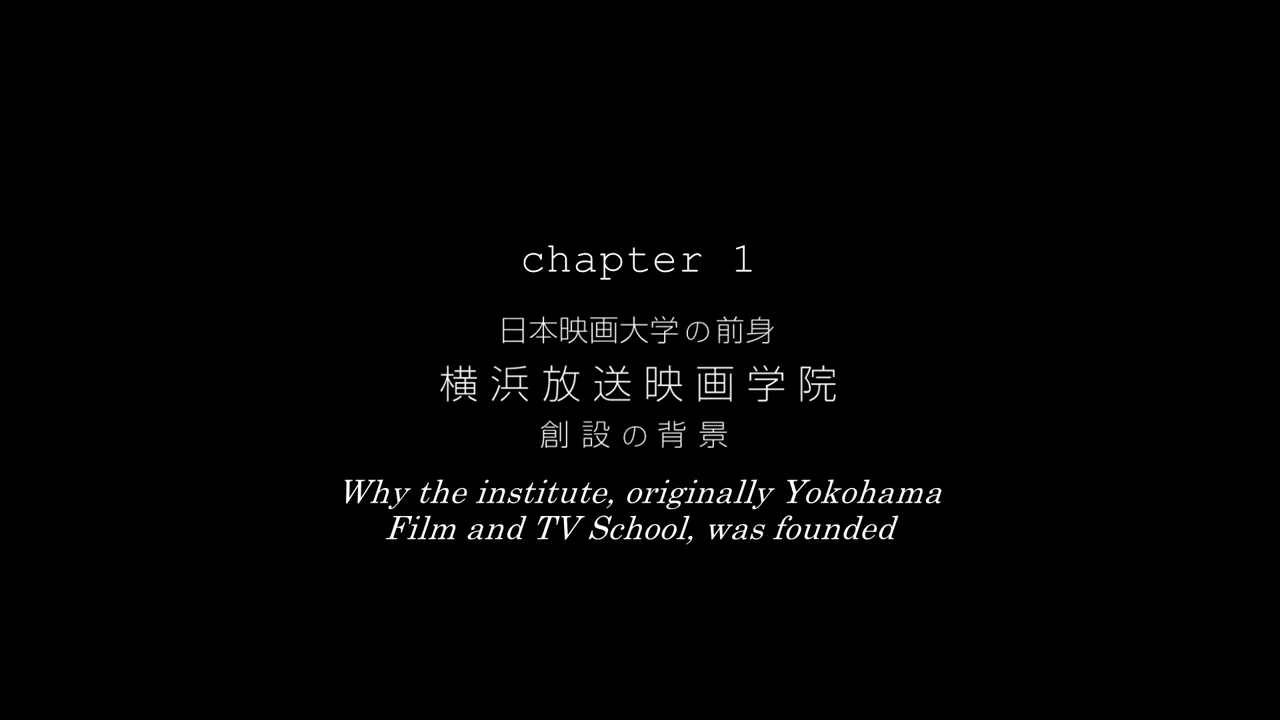 chapter 1
日本映画大学の前身
横浜放送映画学院
創設の背景
Why the institute, originally Yokohama
Film and TV School, was founded